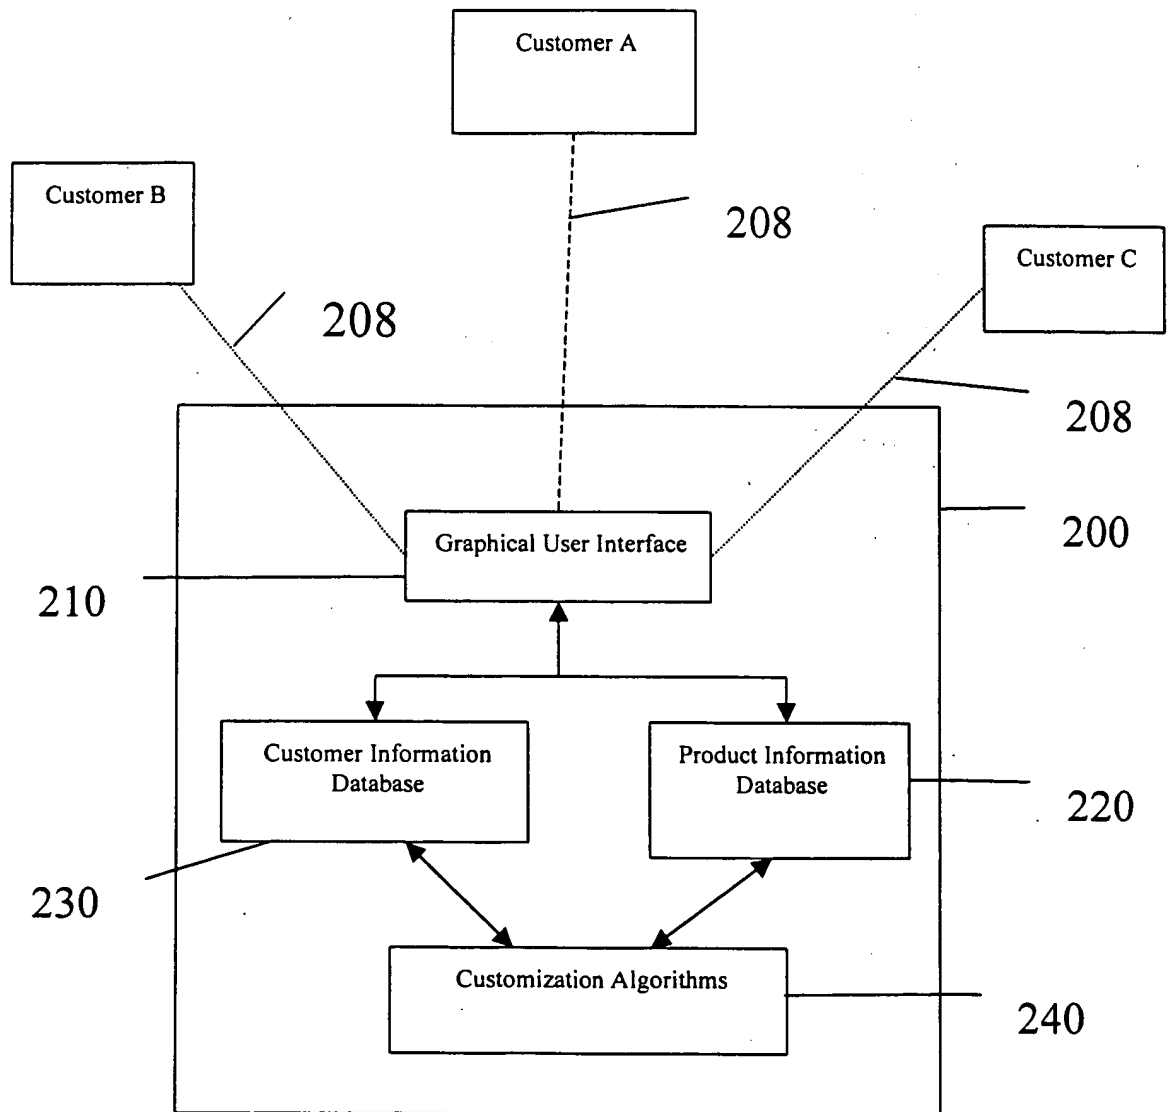 Customer A
Customer B
208
Customer C
208
208
Graphical User Interface
200
210
Customer Information
Database
Product Information
Database
220
230
Customization Algorithms
240